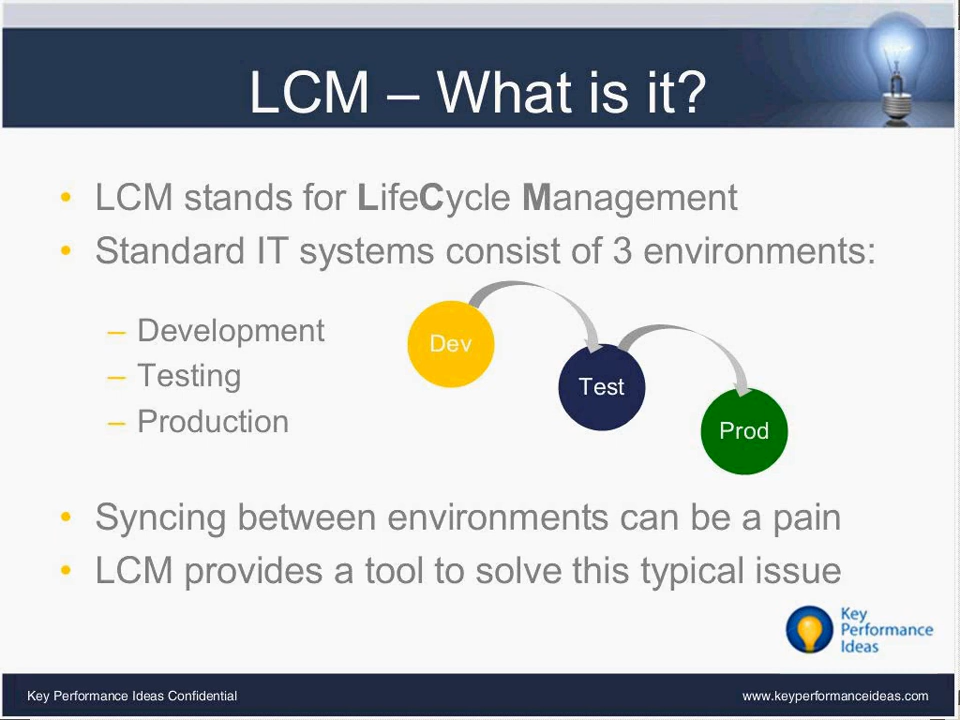 LCM – What is it?
• LCM stands for LifeCycle Management
• Standard IT systems consist of 3 environments:
– Development
– Testing
– Production
Dev
Test
Prod
• Syncing between environments can be a pain
• LCM provides a tool to solve this typical issue
Key
Performance
Ideas
Key Performance Ideas Confidential
www.keyperformanceideas.com